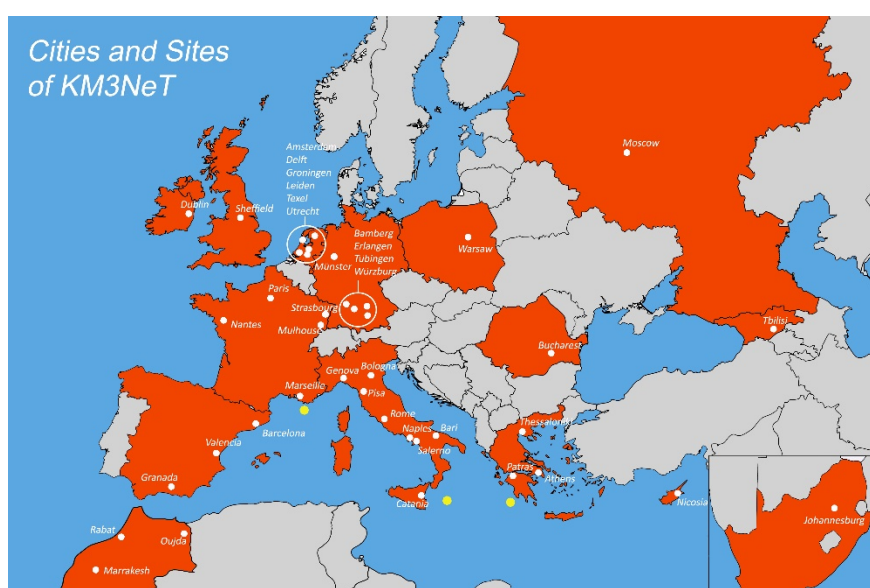 Cities and Sites
of KM3NeT
Moscow
Amsterdam
Delft
Groningen
Leiden
Texel
Utrecht
Dublin
Sheffield
Bamberg
Erlangen
Tübingen
Würzburg
Warsaw
Münster
Paris
Strasbourg
Nantes
Mulhouse
Tbilisi
Bucharest
Genova
Bologna
Marseille
Pisa
Rome
Barcelona
Naples
Bari
Salerno
Thessaloniki
Valencia
Granada
Patras
Athens
Catania
Nicosia
Rabat
Oujda
Marrakesh
Johannesburg